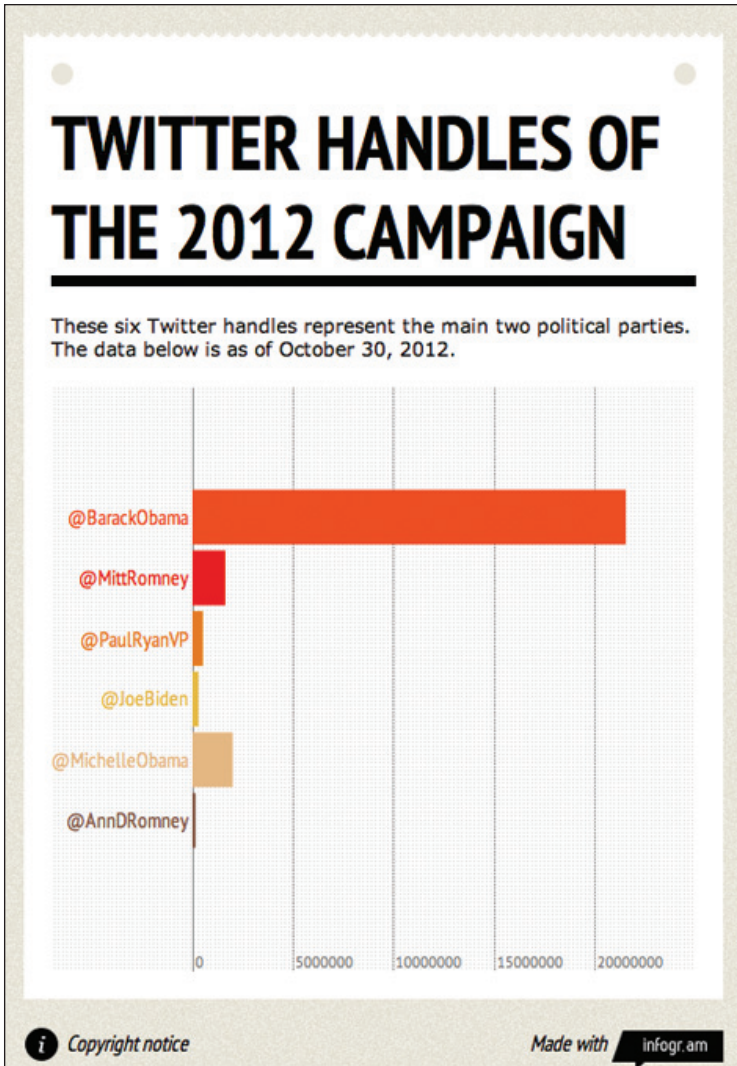 TWITTER HANDLES OF
THE 2012 CAMPAIGN
These six Twitter handles represent the main two political parties.
The data below is as of October 30, 2012.
@BarackObama
@MittRomney
@PaulRyanVP
@JoeBiden
@MichelleObama
@AnnDRomney
0 5000000 10000000 15000000 20000000
i Copyright notice Made with infogr.am